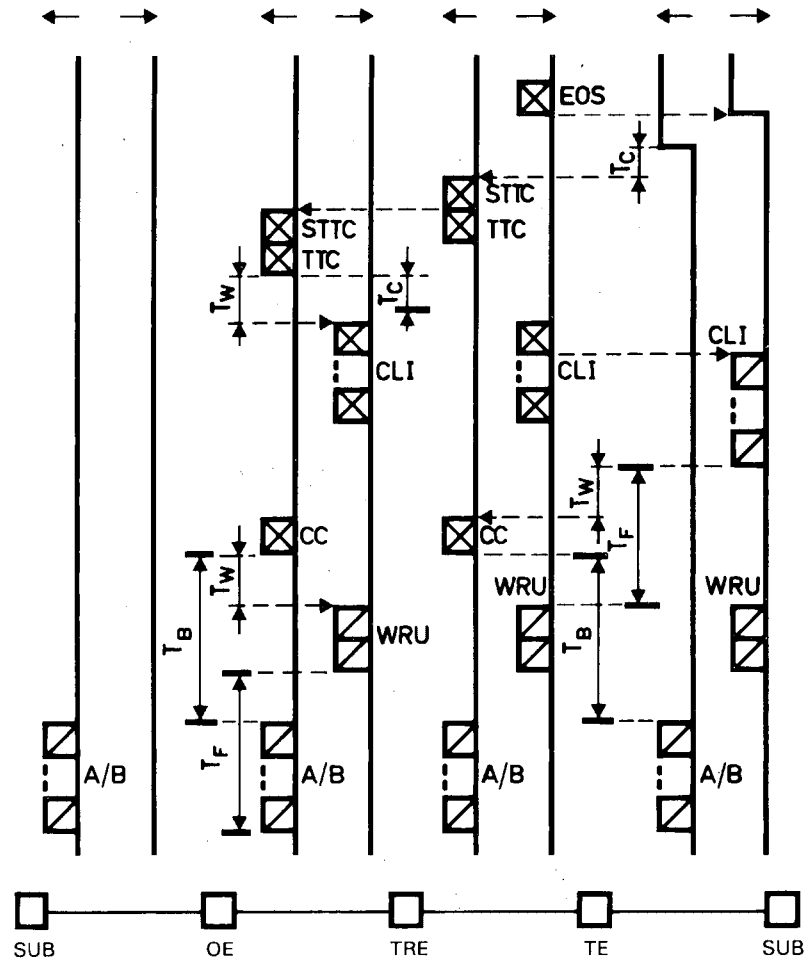 EOS
T_C
STTC
TTC
STTC
TTC
T_W
T_C
CLI
CLI
CLI
T_W
T_F
CC
CC
T_W
T_B
WRU
WRU
WRU
T_B
T_F
A/B
A/B
A/B
A/B
SUB OE TRE TE SUB